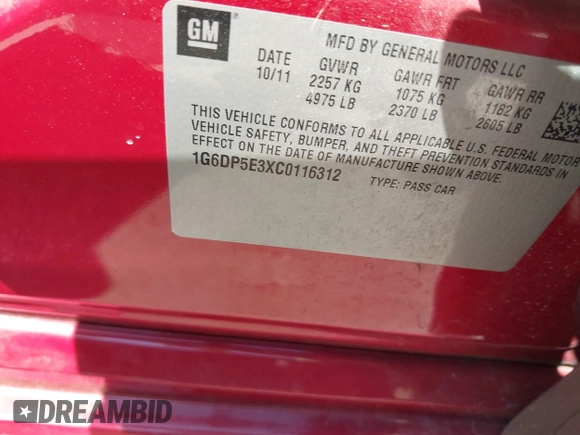 GM
MFD BY GENERAL MOTORS LLC
DATE GVWR GAWR FRT GAWR RR
10/11 2257 KG 1075 KG 1182 KG
4975 LB 2370 LB 2605 LB
THIS VEHICLE CONFORMS TO ALL APPLICABLE U.S. FEDERAL MOTOR
VEHICLE SAFETY, BUMPER, AND THEFT PREVENTION STANDARDS IN
EFFECT ON THE DATE OF MANUFACTURE SHOWN ABOVE.
1G6DP5E3XC0116312 TYPE: PASS CAR
DREAMBID